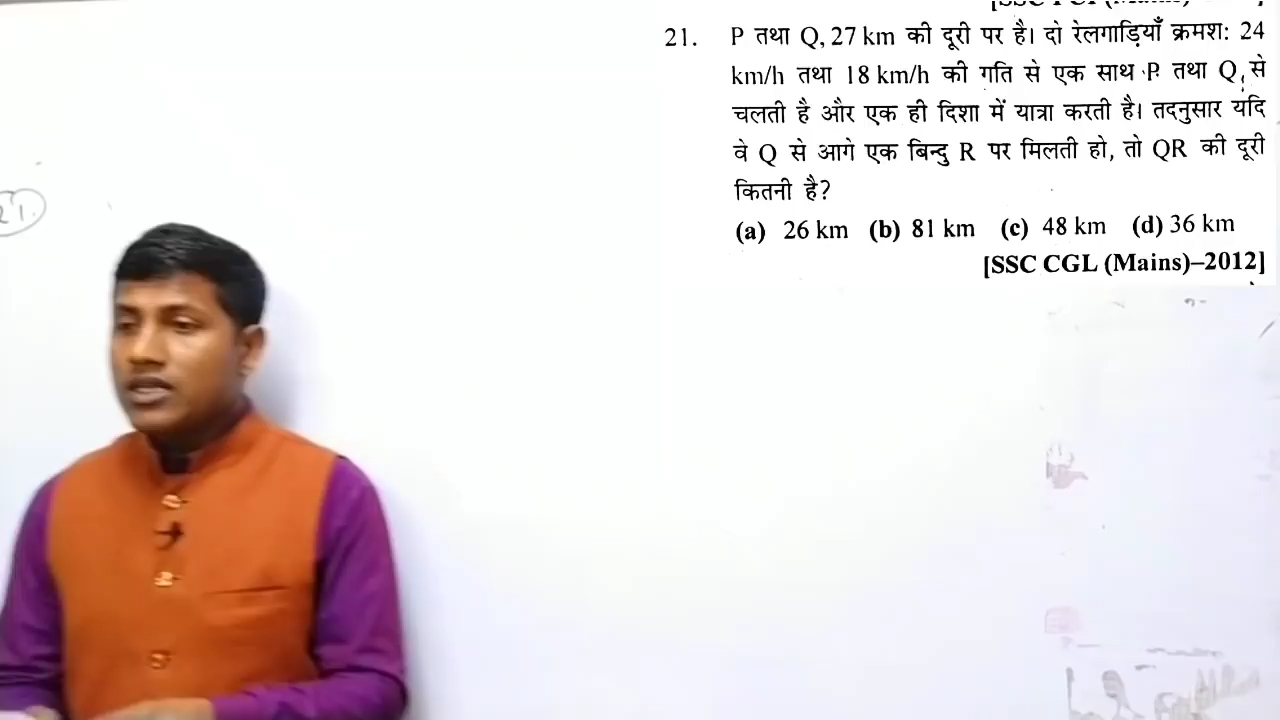 21. P तथा Q, 27 km की दूरी पर है। दो रेलगाड़ियाँ क्रमश: 24
km/h तथा 18 km/h की गति से एक साथ P तथा Q, से
चलती है और एक ही दिशा में यात्रा करती है। तदनुसार यदि
वे Q से आगे एक बिन्दु R पर मिलती हो, तो QR की दूरी
कितनी है?
(a) 26 km (b) 81 km (c) 48 km (d) 36 km
[SSC CGL (Mains)–2012]
21.